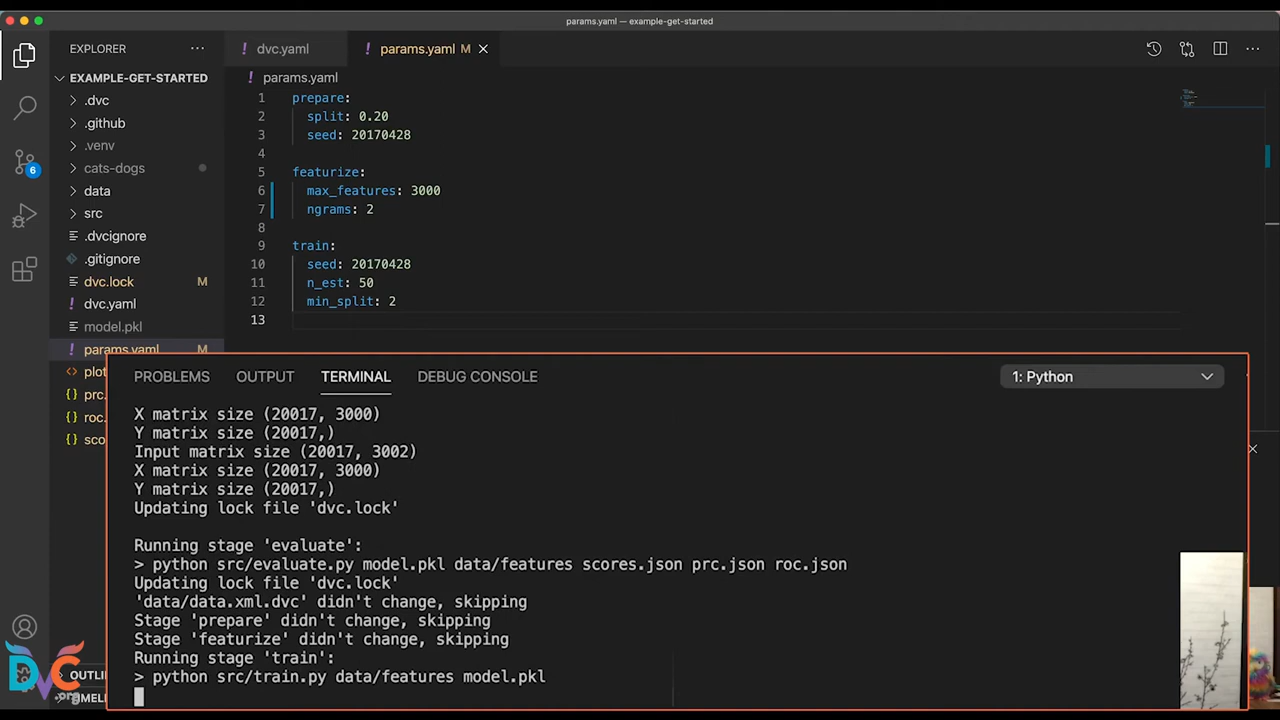 params.yaml — example-get-started
EXPLORER ···
dvc.yaml
params.yaml M
EXAMPLE-GET-STARTED
params.yaml
.dvc
.github
.venv
cats-dogs
data
src
.dvcignore
.gitignore
dvc.lock M
dvc.yaml
model.pkl
params.yaml M
plot
prc.
roc.
sco
6
1 prepare:
2 split: 0.20
3 seed: 20170428
4
5 featurize:
6 max_features: 3000
7 ngrams: 2
8
9 train:
10 seed: 20170428
11 n_est: 50
12 min_split: 2
13
PROBLEMS OUTPUT TERMINAL DEBUG CONSOLE 1: Python
X matrix size (20017, 3000)
Y matrix size (20017,)
Input matrix size (20017, 3002)
X matrix size (20017, 3000)
Y matrix size (20017,)
Updating lock file 'dvc.lock'
Running stage 'evaluate':
> python src/evaluate.py model.pkl data/features scores.json prc.json roc.json
Updating lock file 'dvc.lock'
'data/data.xml.dvc' didn't change, skipping
Stage 'prepare' didn't change, skipping
Stage 'featurize' didn't change, skipping
Running stage 'train':
> python src/train.py data/features model.pkl
DVC
.org
OUTLI